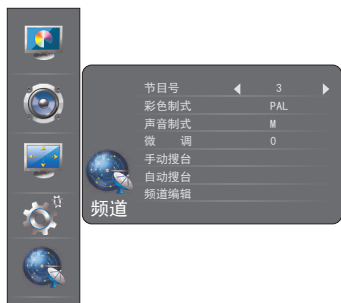 节目号 3
彩色制式 PAL
声音制式 M
微 调 0
手动搜台
自动搜台
频道编辑
频道